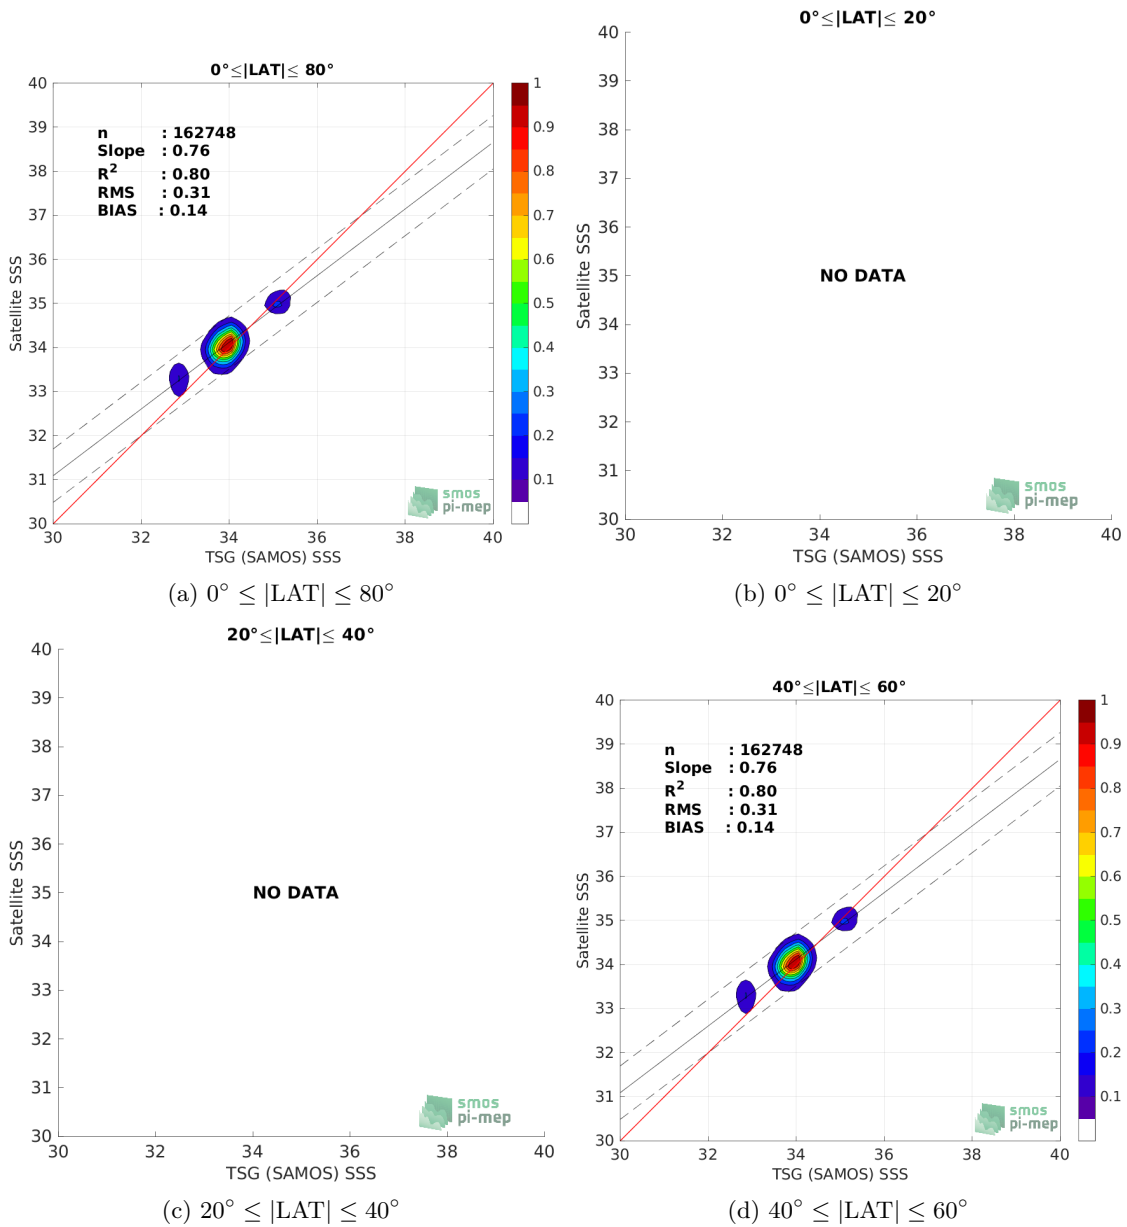 0°≤|LAT|≤ 80°
40
39
38
37
36
35
34
33
32
31
30
Satellite SSS
n : 162748
Slope : 0.76
R² : 0.80
RMS : 0.31
BIAS : 0.14
smos
pi-mep
30 32 34 36 38 40
TSG (SAMOS) SSS
1
0.9
0.8
0.7
0.6
0.5
0.4
0.3
0.2
0.1
(a) 0° ≤ |LAT| ≤ 80°
0°≤|LAT|≤ 20°
40
39
38
37
36
35
34
33
32
31
30
Satellite SSS
NO DATA
smos
pi-mep
30 32 34 36 38 40
TSG (SAMOS) SSS
(b) 0° ≤ |LAT| ≤ 20°
20°≤|LAT|≤ 40°
40
39
38
37
36
35
34
33
32
31
30
Satellite SSS
NO DATA
smos
pi-mep
30 32 34 36 38 40
TSG (SAMOS) SSS
(c) 20° ≤ |LAT| ≤ 40°
40°≤|LAT|≤ 60°
40
39
38
37
36
35
34
33
32
31
30
Satellite SSS
n : 162748
Slope : 0.76
R² : 0.80
RMS : 0.31
BIAS : 0.14
smos
pi-mep
30 32 34 36 38 40
TSG (SAMOS) SSS
1
0.9
0.8
0.7
0.6
0.5
0.4
0.3
0.2
0.1
(d) 40° ≤ |LAT| ≤ 60°